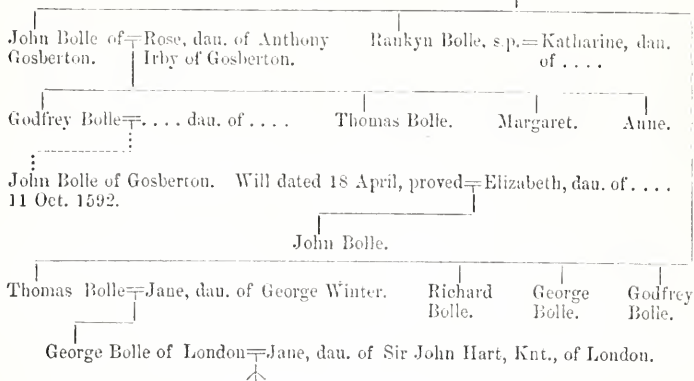 John Bolle of=Rose, dau. of Anthony Rankyn Bolle, s.p.=Katharine, dau.
Gosberton. Irby of Gosberton. of . . . .
Godfrey Bolle=. . . . dau. of . . . . Thomas Bolle. Margaret. Anne.
John Bolle of Gosberton. Will dated 18 April, proved=Elizabeth, dau. of . . . .
11 Oct. 1592.
John Bolle.
Thomas Bolle=Jane, dau. of George Winter. Richard George Godfrey
Bolle. Bolle. Bolle.
George Bolle of London=Jane, dau. of Sir John Hart, Knt., of London.